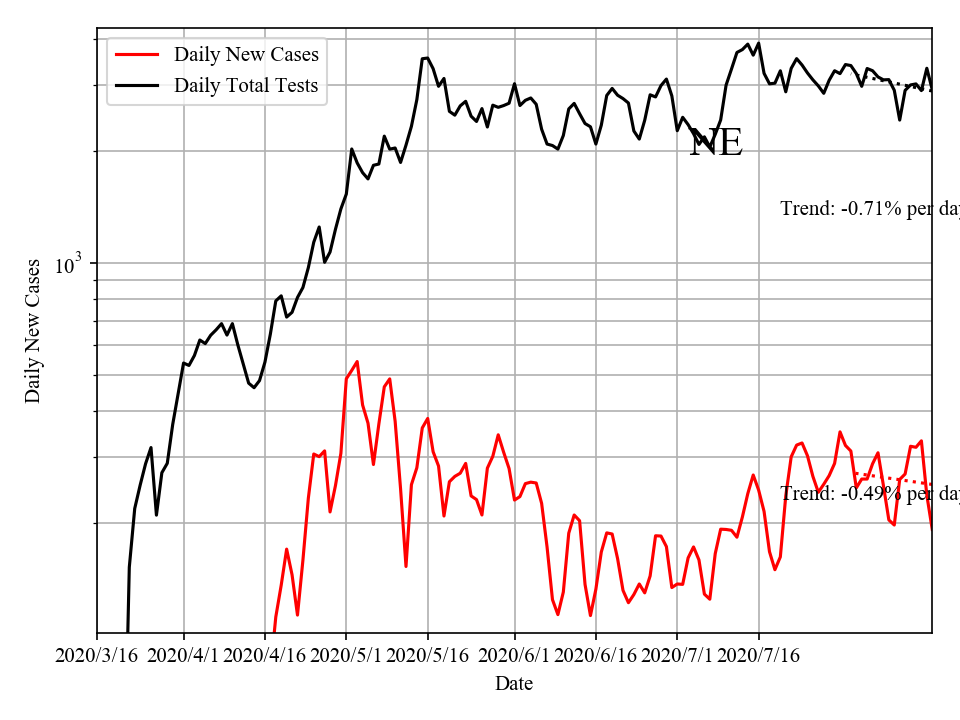 Daily New Cases
Daily Total Tests
NE
Trend: -0.71% per day
10^3
Daily New Cases
Trend: -0.49% per day
2020/3/16 2020/4/1 2020/4/16 2020/5/1 2020/5/16 2020/6/1 2020/6/16 2020/7/1 2020/7/16
Date